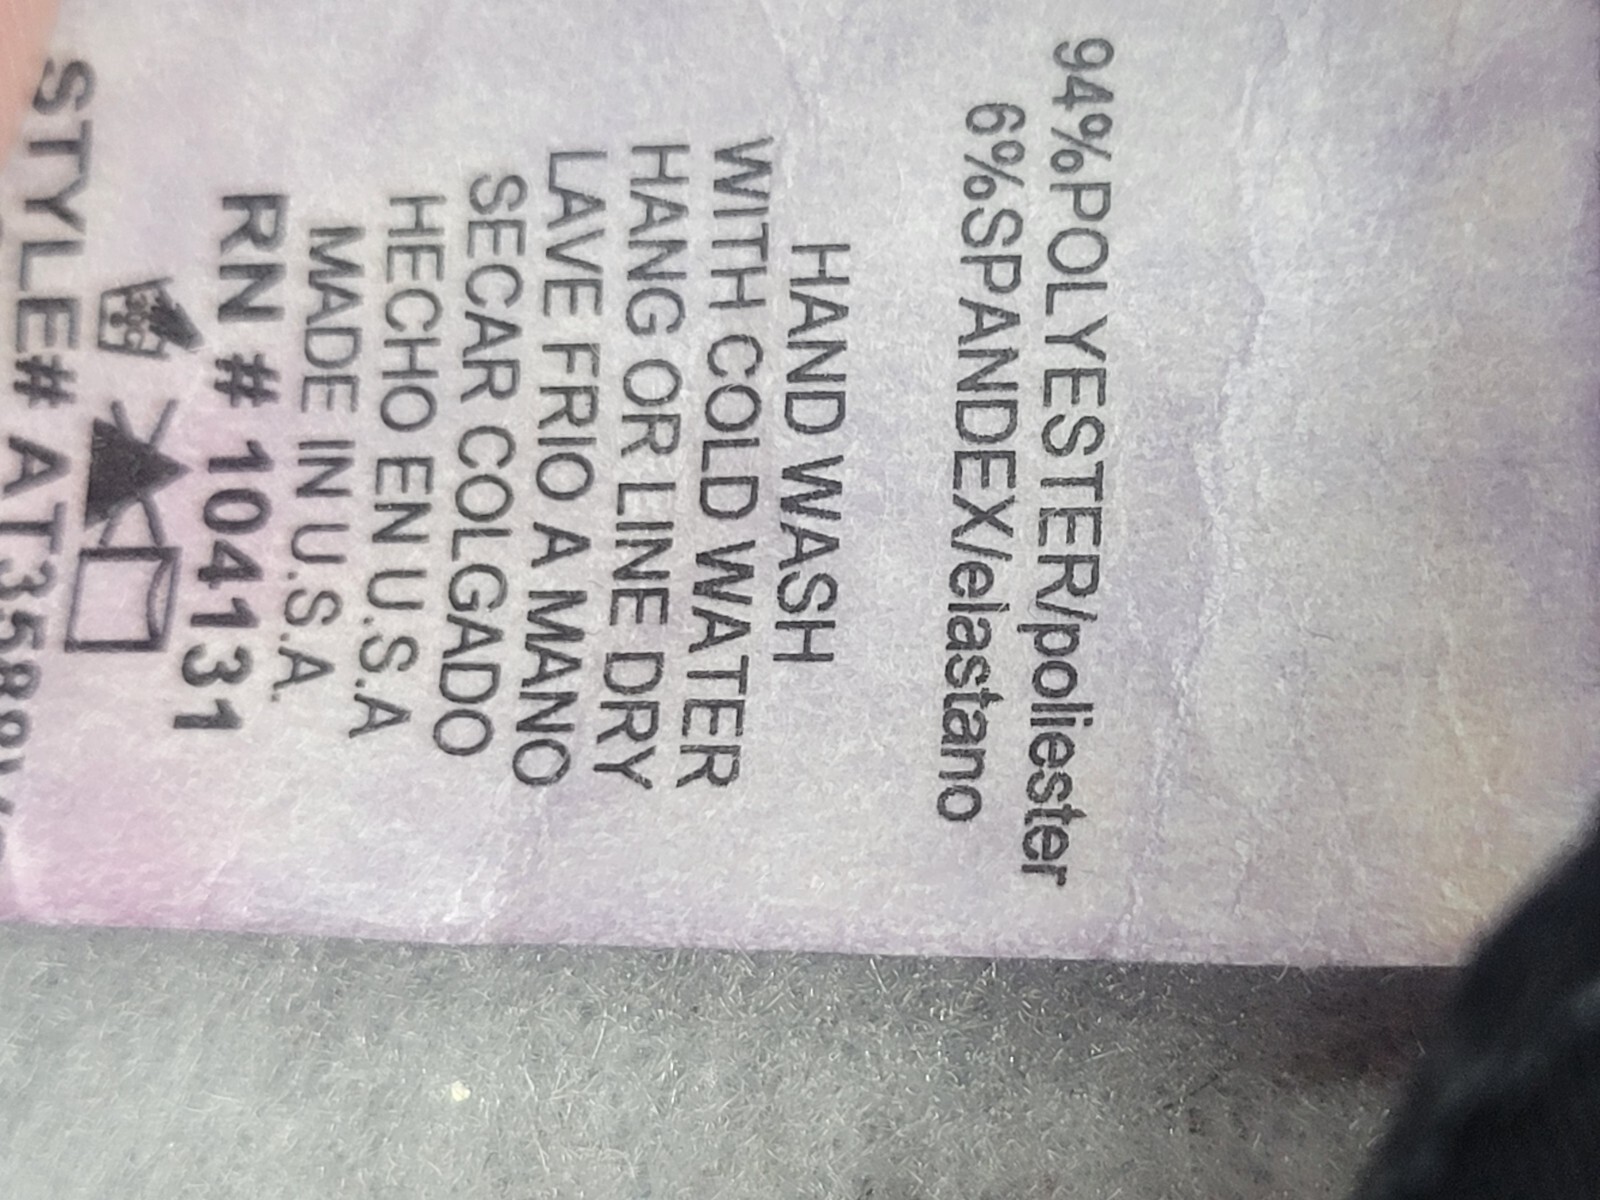 94%POLYESTER/poliester
6%SPANDEX/elastano
HAND WASH
WITH COLD WATER
HANG OR LINE DRY
LAVE FRIO A MANO
SECAR COLGADO
HECHO EN U.S.A
MADE IN U.S.A.
RN # 104131
STYLE#